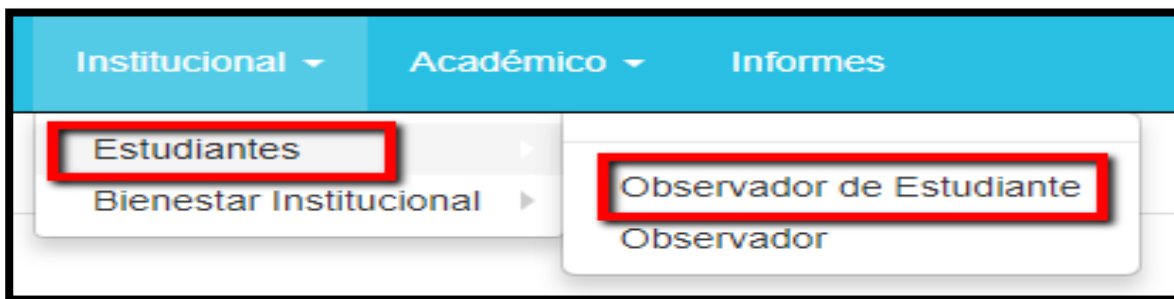 Institucional Académico Informes
Estudiantes
Observador de Estudiante
Bienestar Institucional
Observador